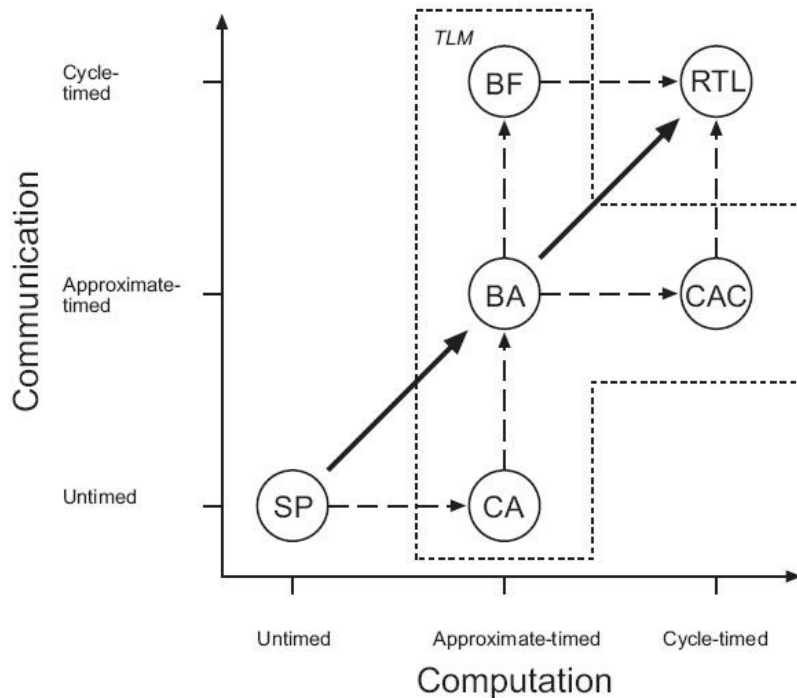 TLM
Cycle-
timed
BF
RTL
Communication
Approximate-
timed
BA
CAC
Untimed
SP
CA
Untimed
Approximate-timed
Cycle-timed
Computation